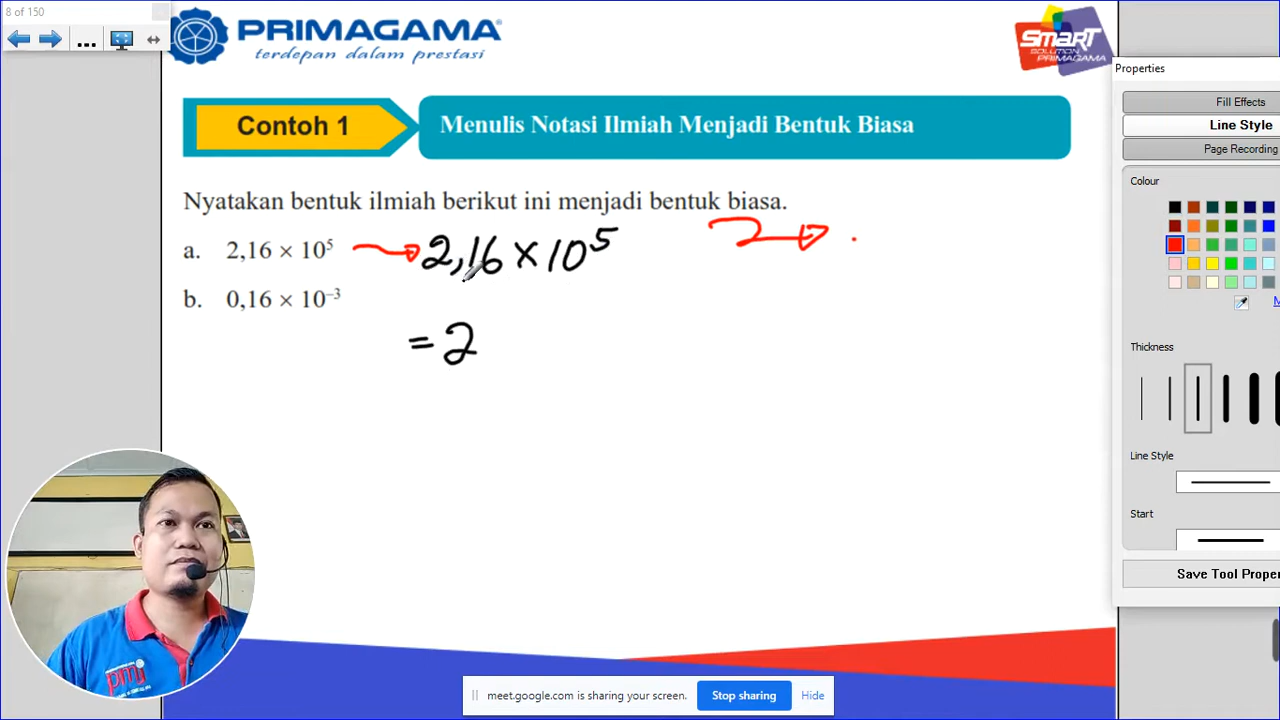 8 of 150
...
PRIMAGAMA®
terdepan dalam prestasi
SMART
SOLUTION
PRIMAGAMA
Properties
Fill Effects
Line Style
Page Recording
Contoh 1
Menulis Notasi Ilmiah Menjadi Bentuk Biasa
Colour
Nyatakan bentuk ilmiah berikut ini menjadi bentuk biasa.
a. 2,16 × 10⁵
2,16 × 10⁵
b. 0,16 × 10⁻³
= 2
Thickness
Line Style
Start
Save Tool Proper
pmi
meet.google.com is sharing your screen.
Stop sharing
Hide